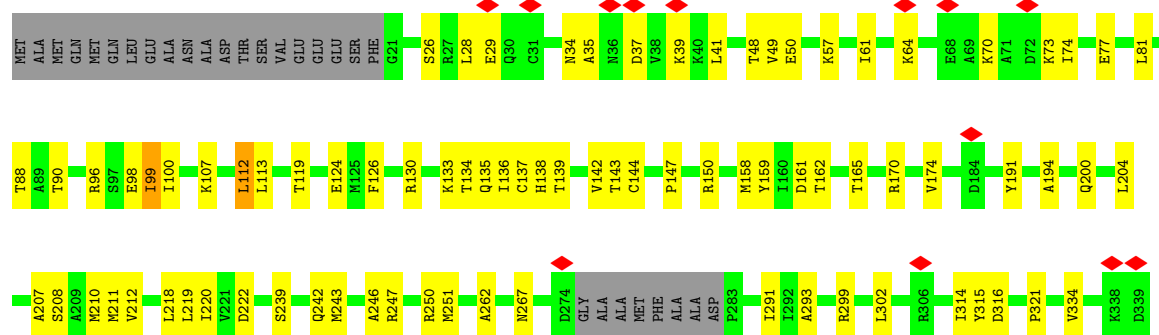 MET ALA MET GLN MET GLN LEU GLU ALA ASN ALA ASP THR SER VAL GLU GLU GLU SER PHE G21 S26 R27 L28 E29 Q30 C31 N34 A35 N36 D37 V38 K39 K40 L41 T48 V49 E50 K57 I61 K64 E68 A69 K70 A71 D72 K73 I74 E77 L81
T88 A89 T90 R96 S97 E98 I99 I100 K107 L112 L113 T119 E124 M125 F126 R130 K133 T134 Q135 I136 C137 H138 T139 V142 T143 C144 P147 R150 M158 Y159 I160 D161 T162 T165 R170 V174 D184 Y191 A194 Q200 L204
A207 S208 A209 M210 M211 V212 L218 L219 I220 V221 D222 S239 Q242 M243 A246 R247 R250 M251 A262 N267 D274 GLY ALA ALA MET PHE ALA ALA ASP P283 I291 I292 A293 R299 L302 R306 I314 Y315 D316 P321 V334 K338 D339